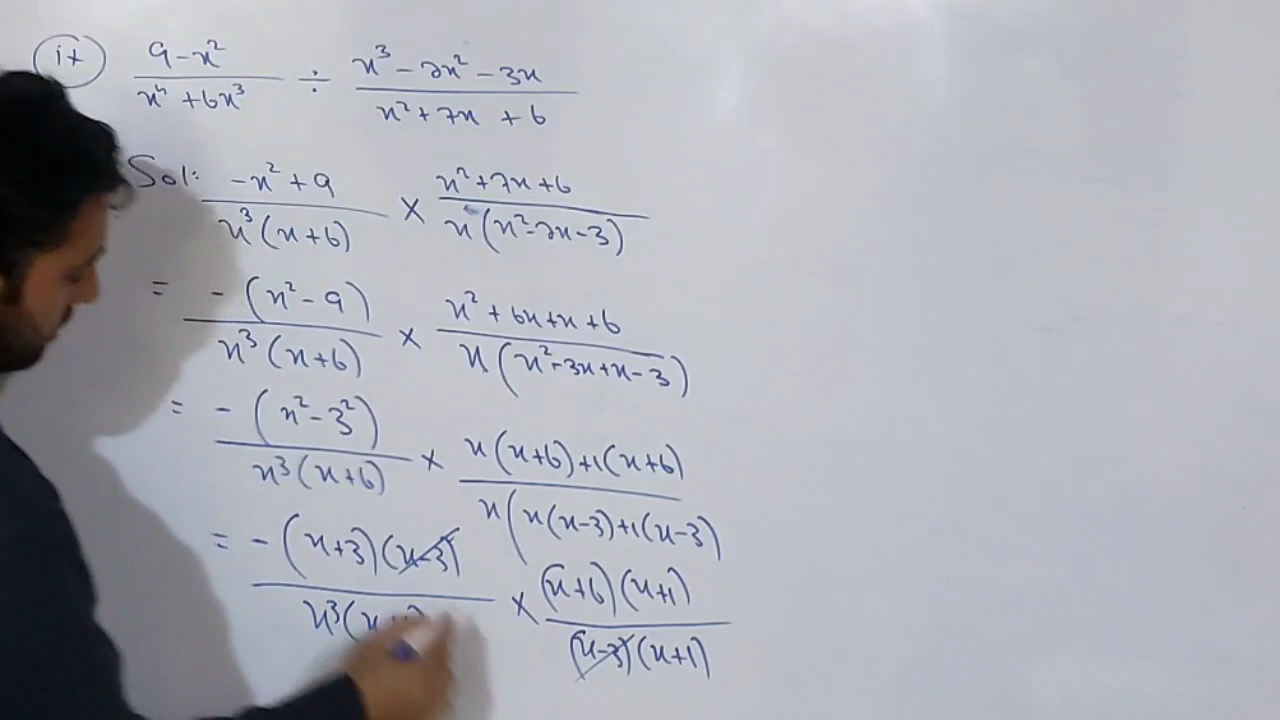 it
9-x²/x⁴+6x³ ÷ x³-2x²-3x/x²+7x+6
Sol: -x²+9/x³(x+6) × x²+7x+6/x(x²-2x-3)
= -(x²-9)/x³(x+6) × x²+6x+x+6/x(x²-3x+x-3)
= -(x²-3²)/x³(x+6) × x(x+6)+1(x+6)/x(x(x-3)+1(x-3)
= -(x+3)(x-3)/x³(x × (x+6)(x+1)/(x-3)(x+1)